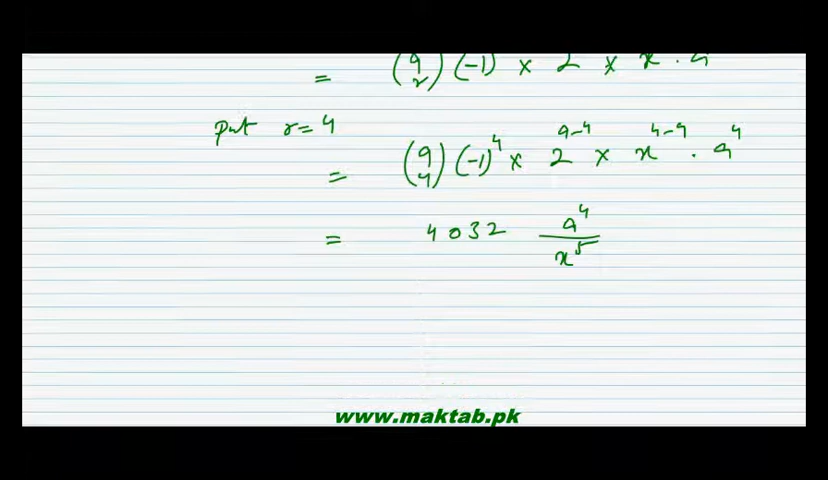 = (9 r) (-1) × 2 × x . a
Put r = 4
= (9 4) (-1)^4 × 2^9-4 × x^4-9 . a^4
= 4032 a^4/x^5
www.maktab.pk